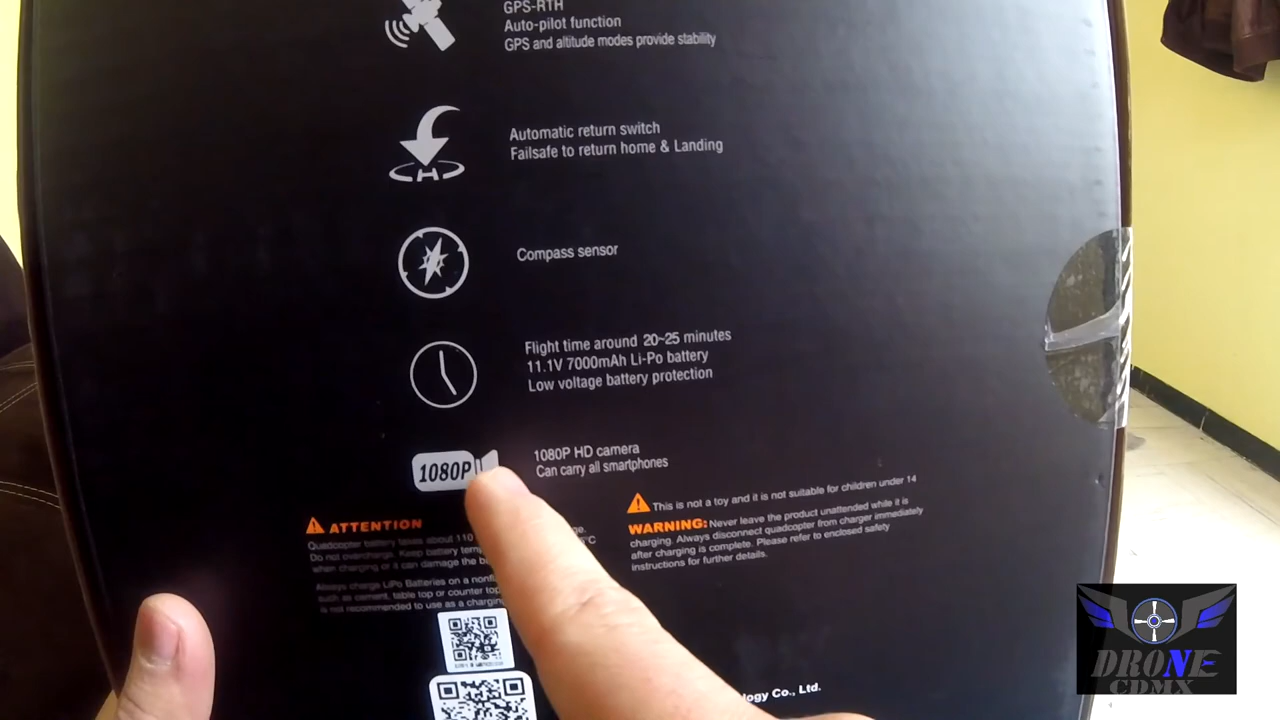 GPS-RTH
Auto-pilot function
GPS and altitude modes provide stability
Automatic return switch
Failsafe to return home & Landing
H
Compass sensor
Flight time around 20~25 minutes
11.1V 7000mAh Li-Po battery
Low voltage battery protection
1080P
1080P HD camera
Can carry all smartphones
This is not a toy and it is not suitable for children under 14
WARNING: Never leave the product unattended while it is
charging. Always disconnect quadcopter from charger immediately
after charging is complete. Please refer to enclosed safety
instructions for further details.
ATTENTION
Quadcopter battery takes about 110
Do not overcharge. Keep battery
when charging or it can damage the
Always charge LiPo Batteries on a
such as cement, table top or counter top
is not recommended to use as a
Co., Ltd.
DRONE
CDMX